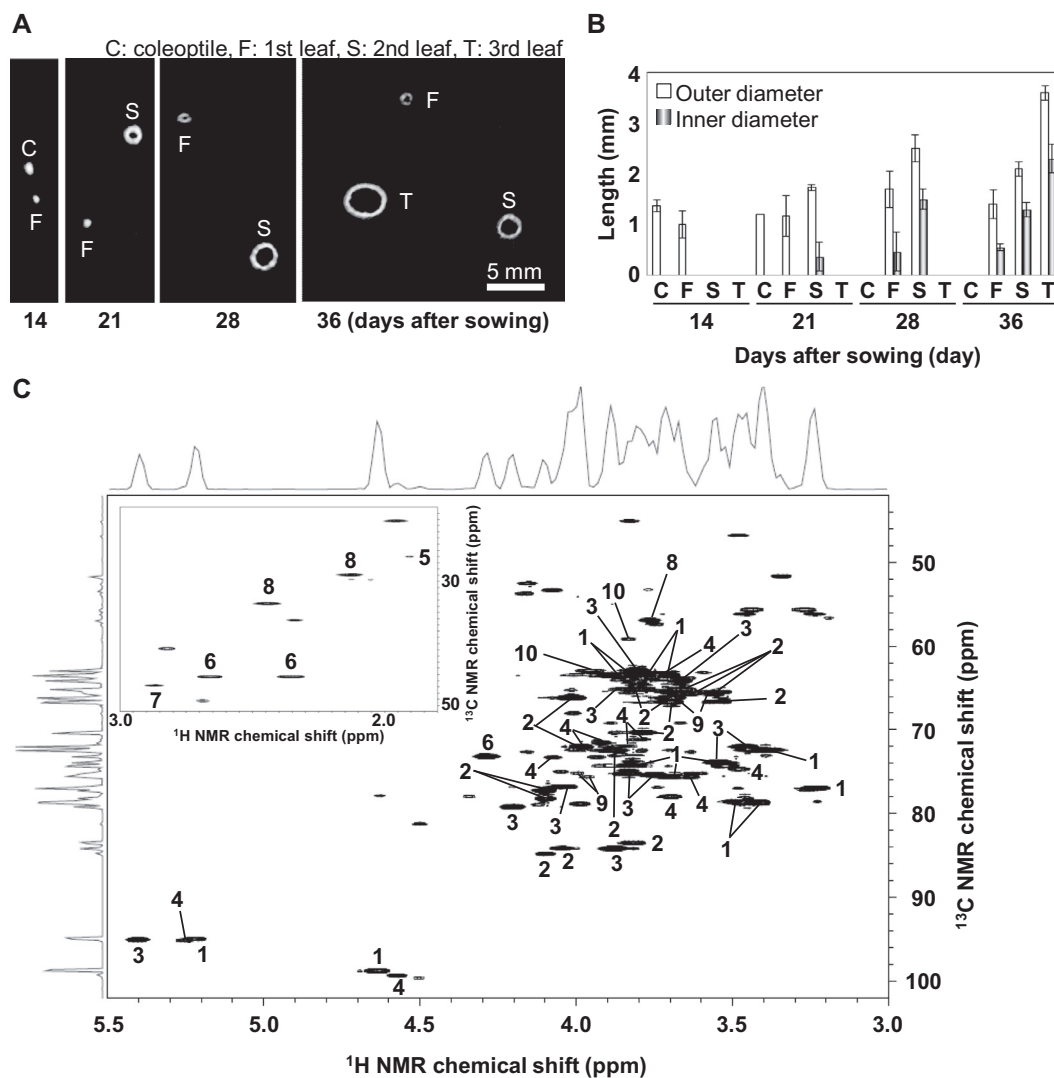 A
C: coleoptile, F: 1st leaf, S: 2nd leaf, T: 3rd leaf
C
F
S
F
F
S
F
T
S
5 mm
14
21
28
36 (days after sowing)
B
4
3
2
1
0
Length (mm)
Outer diameter
Inner diameter
C F S T C F S T C F S T C F S T
14 21 28 36
Days after sowing (day)
C
5
8
8
6 6
7
30
50
3.0 2.0
¹H NMR chemical shift (ppm)
¹³C NMR chemical shift (ppm)
10 8
3
1 1 4 3 2
10
3 2 2 9 2
4
2 4 3
6 4 1 1
2 9 3 4 4 1
3 3 2 1
2 2 3 2
4
3 1 1
4
50
60
70
80
90
100
¹³C NMR chemical shift (ppm)
5.5 5.0 4.5 4.0 3.5 3.0
¹H NMR chemical shift (ppm)